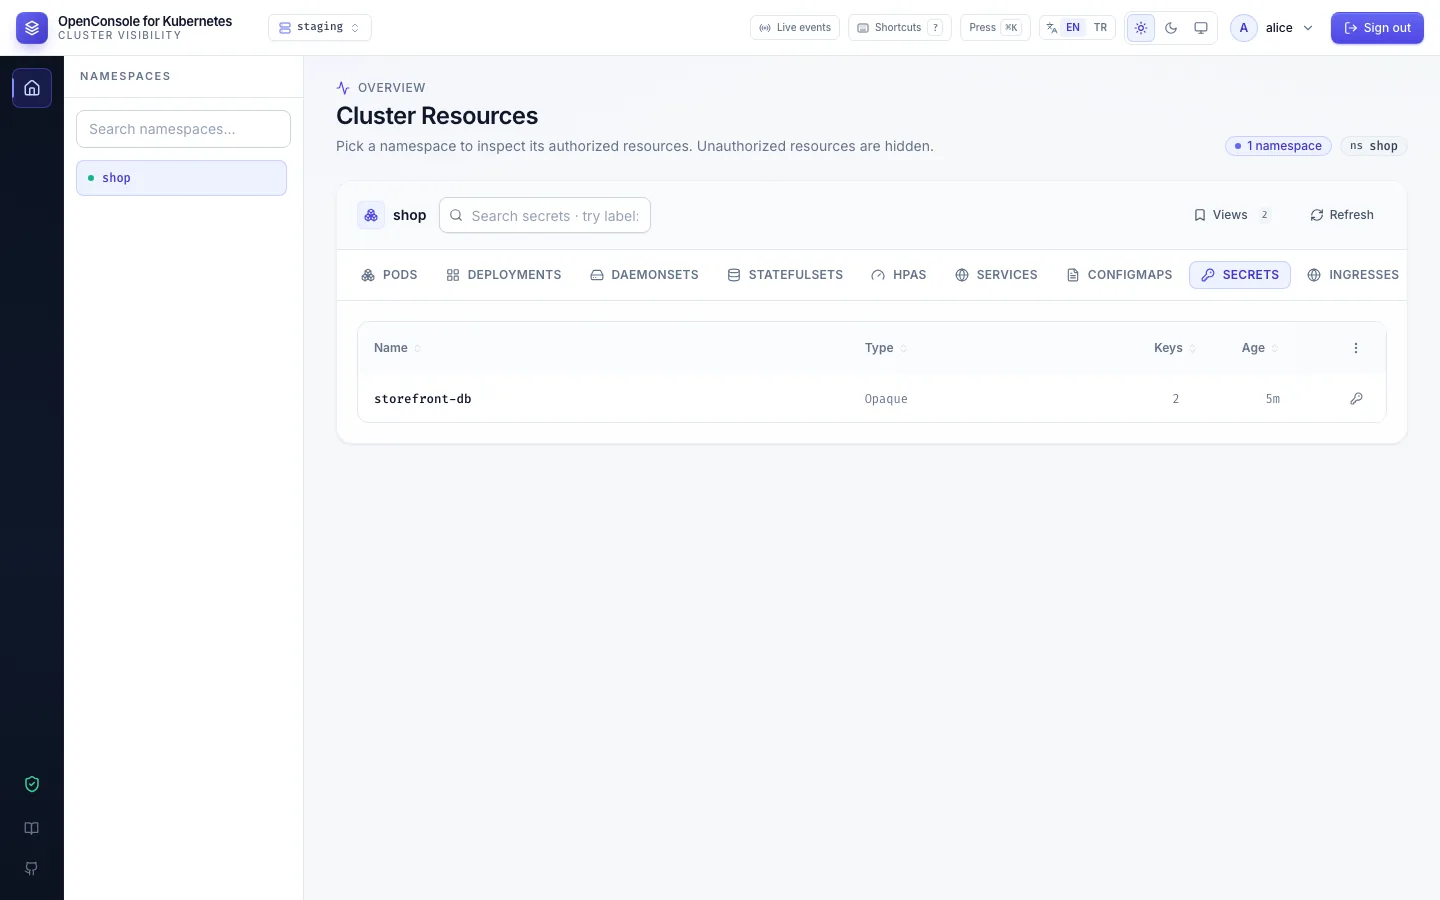 OpenConsole for Kubernetes
CLUSTER VISIBILITY
staging
Live events
Shortcuts ?
Press ⌘K
EN TR
A alice
Sign out
NAMESPACES
Search namespaces...
shop
OVERVIEW
Cluster Resources
Pick a namespace to inspect its authorized resources. Unauthorized resources are hidden.
1 namespace
ns shop
shop
Search secrets · try label:
Views 2
Refresh
PODS
DEPLOYMENTS
DAEMONSETS
STATEFULSETS
HPAS
SERVICES
CONFIGMAPS
SECRETS
INGRESSES
Name Type Keys Age
storefront-db Opaque 2 5m